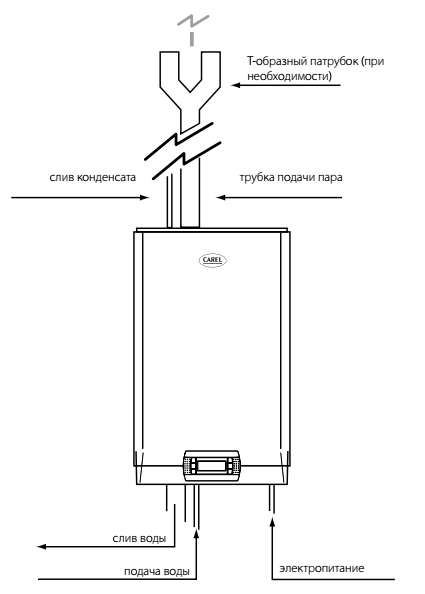 Т-образный патрубок (при
необходимости)
слив конденсата
трубка подачи пара
CAREL
слив воды
подача воды
электропитание